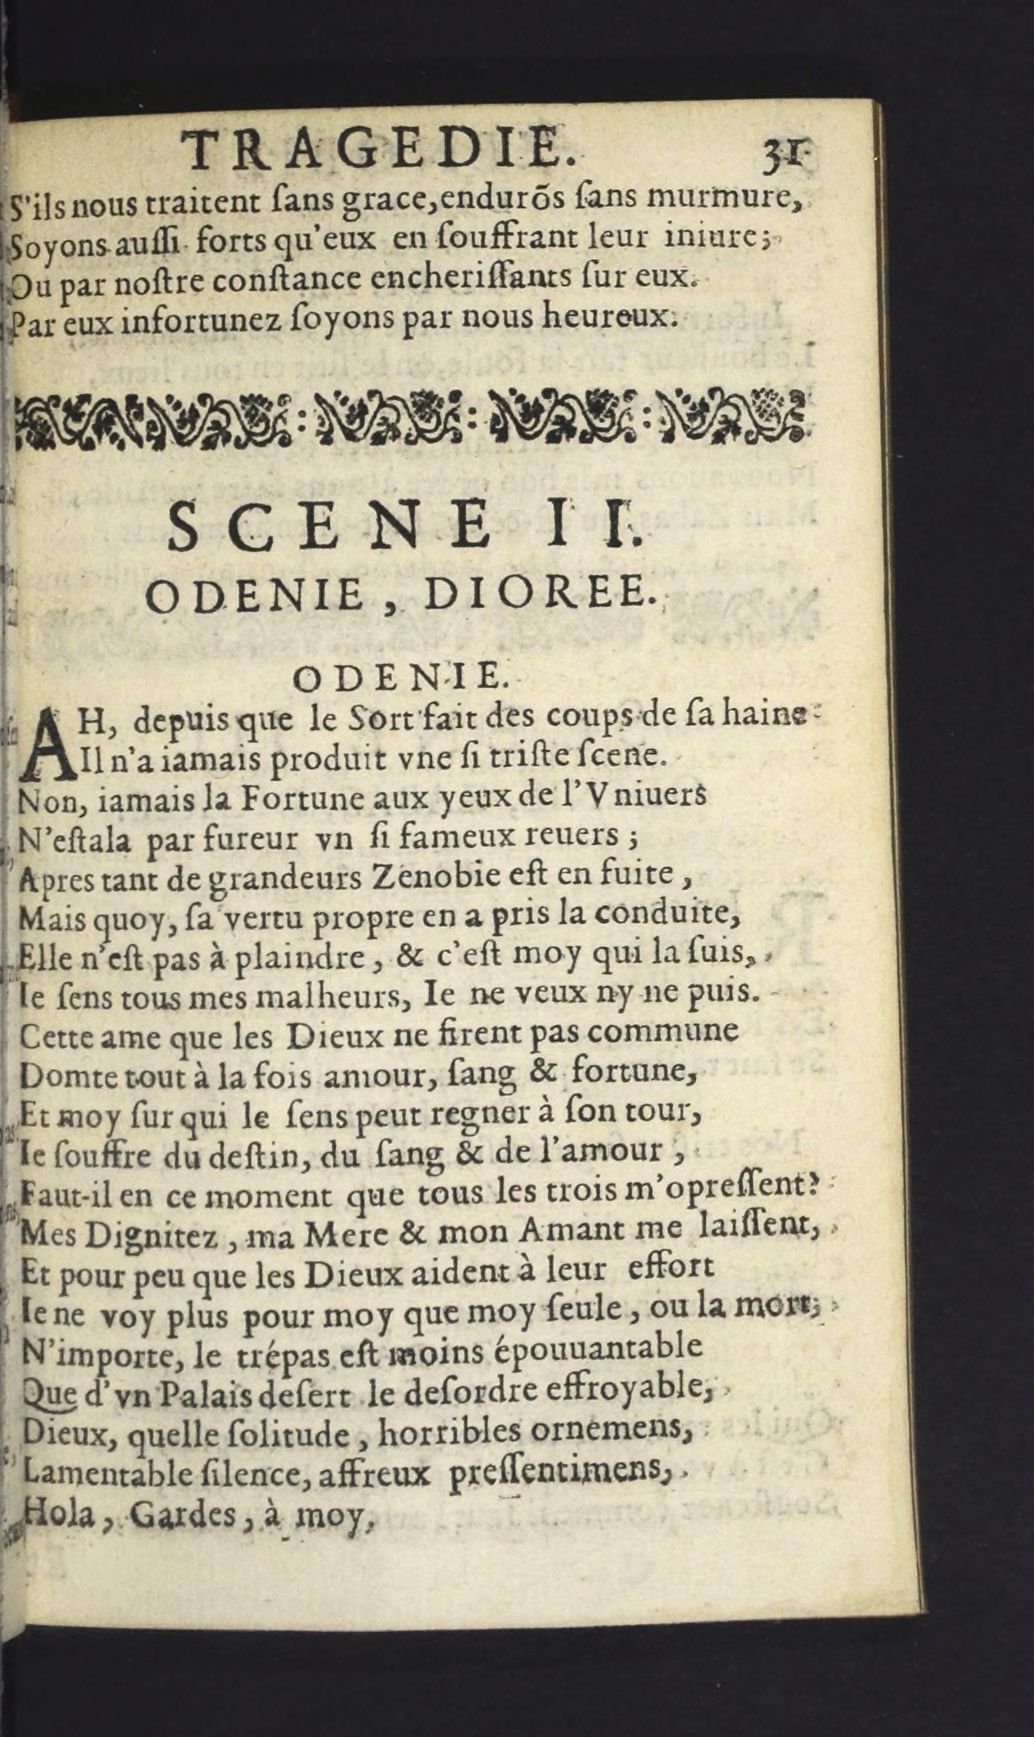 TRAGEDIE. 31
S'ils nous traitent ſans grace, endurõs ſans murmure,
Soyons auſſi forts qu'eux en ſouffrant leur iniure;
Ou par noſtre conſtance encheriſſants ſur eux.
Par eux infortunez ſoyons par nous heureux.
SCENE II.
ODENIE, DIOREE.
ODENIE.
AH, depuis que le Sort fait des coups de ſa haine
Il n'a iamais produit vne ſi triſte ſcene.
Non, iamais la Fortune aux yeux de l'Vniuers
N'eſtala par fureur vn ſi fameux reuers ;
Apres tant de grandeurs Zenobie eſt en fuite ,
Mais quoy, ſa vertu propre en a pris la conduite,
Elle n'eſt pas à plaindre, & c'eſt moy qui la ſuis,
Ie ſens tous mes malheurs, Ie ne veux ny ne puis.
Cette ame que les Dieux ne firent pas commune
Domte tout à la fois amour, ſang & fortune,
Et moy ſur qui le ſens peut regner à ſon tour,
Ie ſouffre du deſtin, du ſang & de l'amour ,
Faut-il en ce moment que tous les trois m'opreſſent?
Mes Dignitez , ma Mere & mon Amant me laiſſent,
Et pour peu que les Dieux aident à leur effort
Ie ne voy plus pour moy que moy ſeule , ou la mort;
N'importe, le trépas eſt moins épouuantable
Que d'vn Palais deſert le deſordre effroyable,
Dieux, quelle ſolitude , horribles ornemens,
Lamentable ſilence, affreux preſſentimens,
Hola, Gardes, à moy,